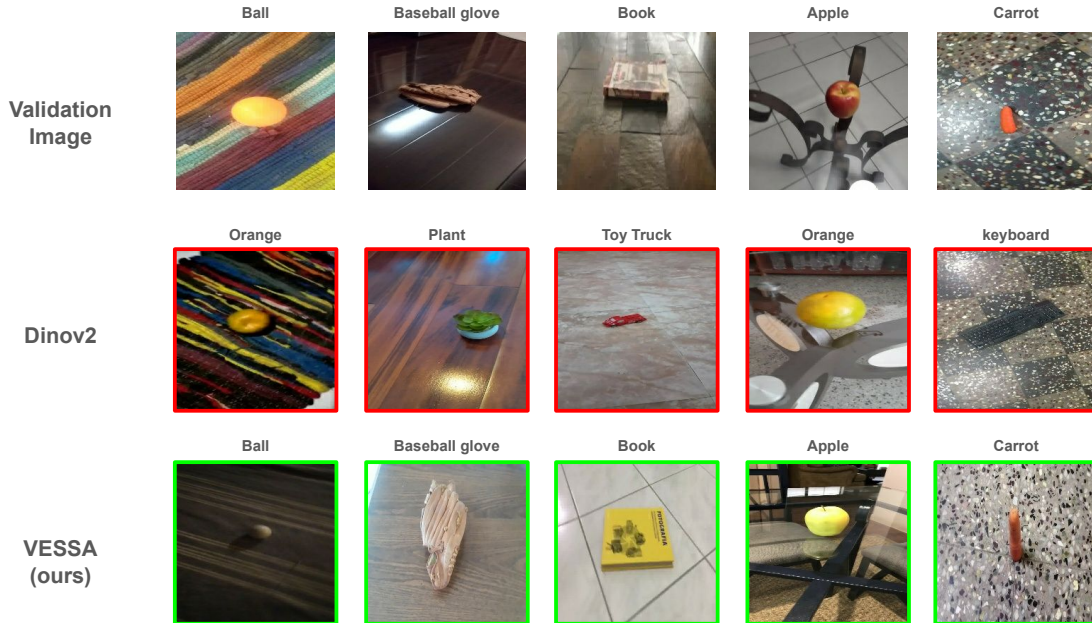 Ball
Baseball glove
Book
Apple
Carrot
Validation
Image
Orange
Plant
Toy Truck
Orange
keyboard
Dinov2
Ball
Baseball glove
Book
Apple
Carrot
FOTOGRAFIA
VESSA
(ours)